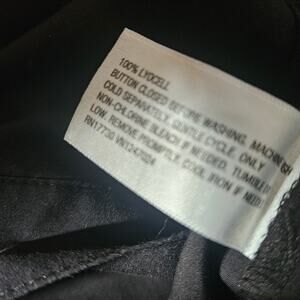 100% LYOCELL
BUTTON CLOSED BEFORE WASHING. MACHINE
COLD SEPARATELY, GENTLE CYCLE. ONLY
NON-CHLORINE BLEACH IF NEEDED. TUMBLE
LOW. REMOVE PROMPTLY. COOL IRON IF NEED
RN17730